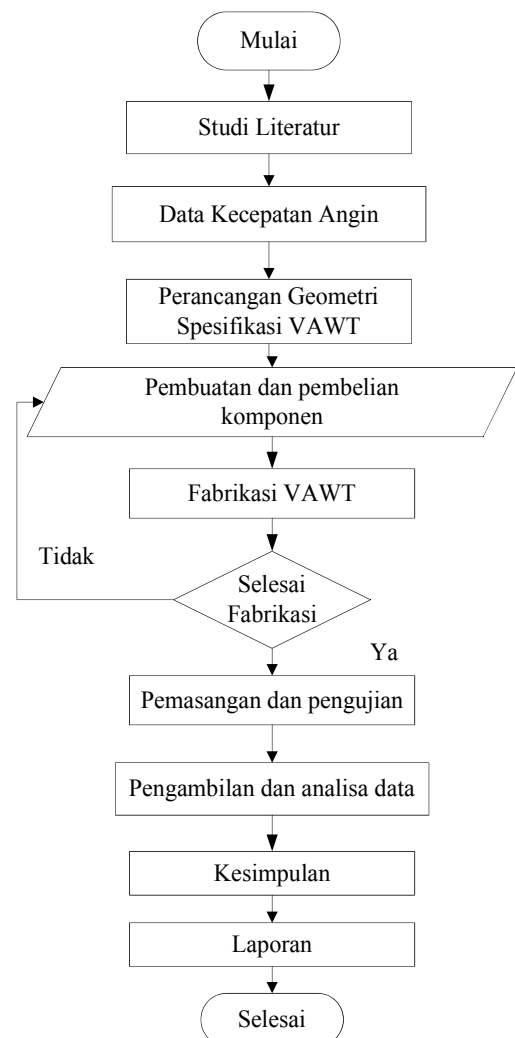 Mulai
Studi Literatur
Data Kecepatan Angin
Perancangan Geometri
Spesifikasi VAWT
Pembuatan dan pembelian
komponen
Fabrikasi VAWT
Tidak
Selesai
Fabrikasi
Ya
Pemasangan dan pengujian
Pengambilan dan analisa data
Kesimpulan
Laporan
Selesai